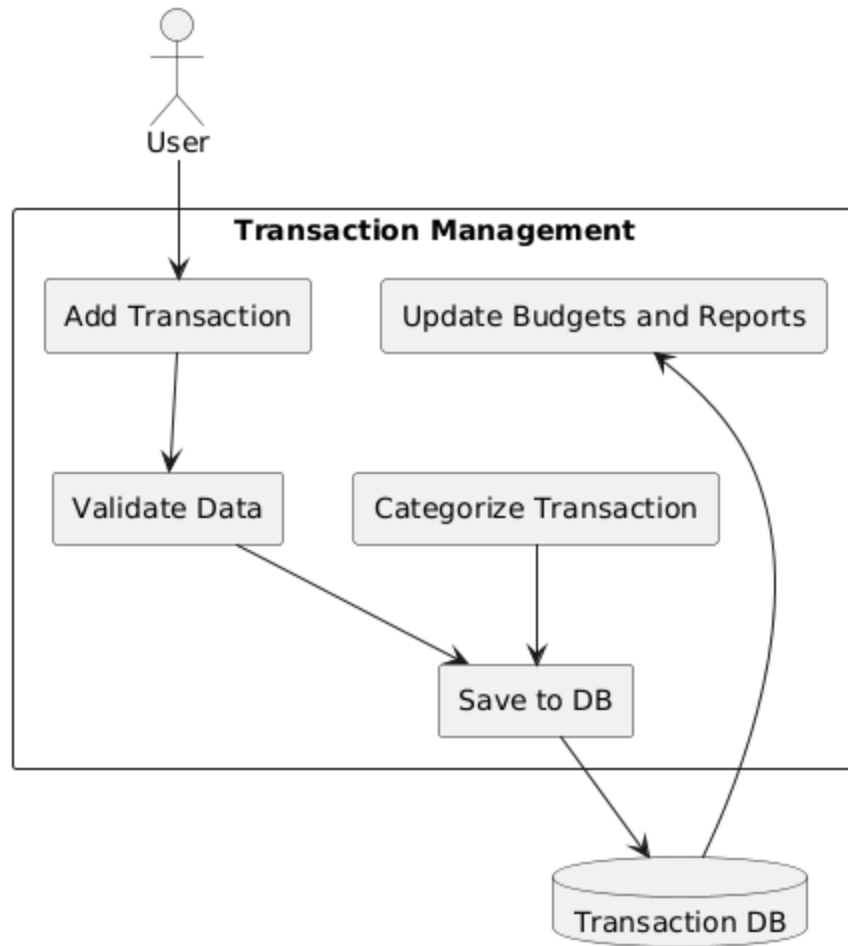 User
Transaction Management
Add Transaction
Update Budgets and Reports
Validate Data
Categorize Transaction
Save to DB
Transaction DB